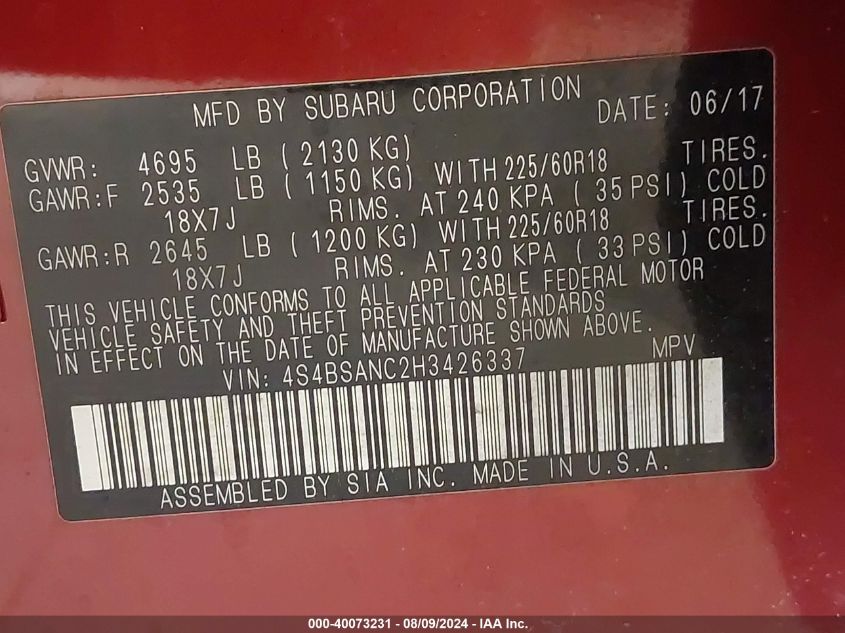 MFD BY SUBARU CORPORATION DATE: 06/17
GVWR: 4695 LB ( 2130 KG)
GAWR:F 2535 LB ( 1150 KG) WITH 225/60R18 TIRES.
18X7J RIMS. AT 240 KPA ( 35 PSI) COLD
GAWR:R 2645 LB ( 1200 KG) WITH 225/60R18 TIRES.
18X7J RIMS. AT 230 KPA ( 33 PSI) COLD
THIS VEHICLE CONFORMS TO ALL APPLICABLE FEDERAL MOTOR
VEHICLE SAFETY AND THEFT PREVENTION STANDARDS
IN EFFECT ON THE DATE OF MANUFACTURE SHOWN ABOVE.
VIN: 4S4BSANC2H3426337 MPV
ASSEMBLED BY SIA INC. MADE IN U.S.A.
000-40073231 - 08/09/2024 - IAA Inc.